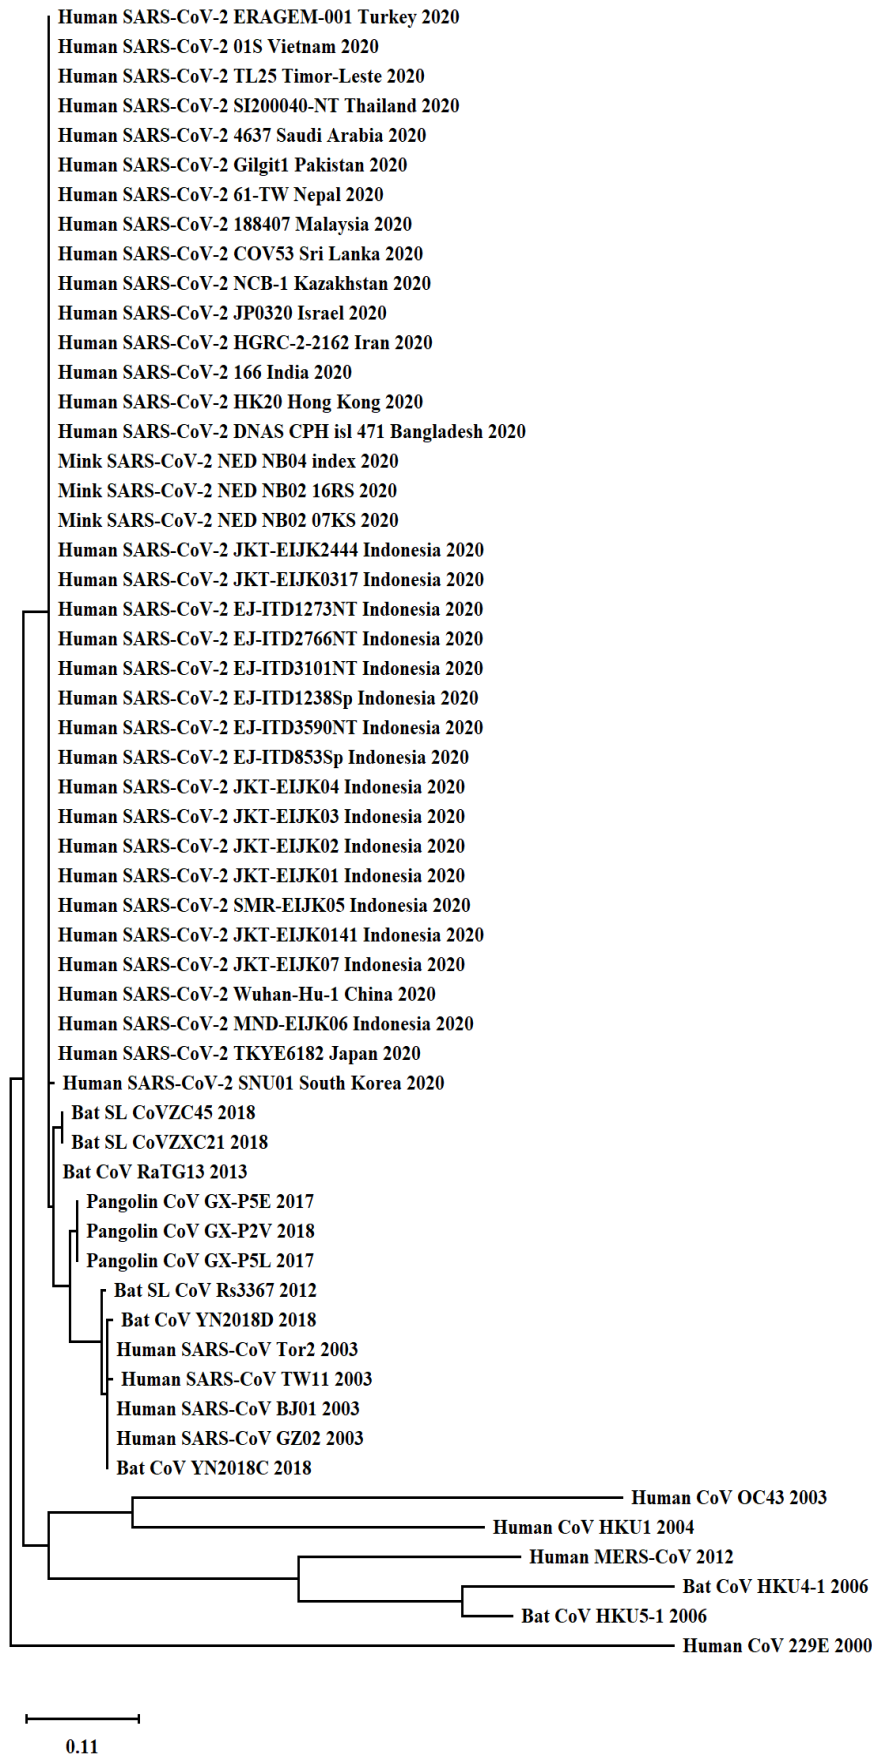 Human SARS-CoV-2 ERAGEM-001 Turkey 2020
Human SARS-CoV-2 01S Vietnam 2020
Human SARS-CoV-2 TL25 Timor-Leste 2020
Human SARS-CoV-2 SI200040-NT Thailand 2020
Human SARS-CoV-2 4637 Saudi Arabia 2020
Human SARS-CoV-2 Gilgit1 Pakistan 2020
Human SARS-CoV-2 61-TW Nepal 2020
Human SARS-CoV-2 188407 Malaysia 2020
Human SARS-CoV-2 COV53 Sri Lanka 2020
Human SARS-CoV-2 NCB-1 Kazakhstan 2020
Human SARS-CoV-2 JP0320 Israel 2020
Human SARS-CoV-2 HGRC-2-2162 Iran 2020
Human SARS-CoV-2 166 India 2020
Human SARS-CoV-2 HK20 Hong Kong 2020
Human SARS-CoV-2 DNAS CPH isl 471 Bangladesh 2020
Mink SARS-CoV-2 NED NB04 index 2020
Mink SARS-CoV-2 NED NB02 16RS 2020
Mink SARS-CoV-2 NED NB02 07KS 2020
Human SARS-CoV-2 JKT-EIJK2444 Indonesia 2020
Human SARS-CoV-2 JKT-EIJK0317 Indonesia 2020
Human SARS-CoV-2 EJ-ITD1273NT Indonesia 2020
Human SARS-CoV-2 EJ-ITD2766NT Indonesia 2020
Human SARS-CoV-2 EJ-ITD3101NT Indonesia 2020
Human SARS-CoV-2 EJ-ITD1238Sp Indonesia 2020
Human SARS-CoV-2 EJ-ITD3590NT Indonesia 2020
Human SARS-CoV-2 EJ-ITD853Sp Indonesia 2020
Human SARS-CoV-2 JKT-EIJK04 Indonesia 2020
Human SARS-CoV-2 JKT-EIJK03 Indonesia 2020
Human SARS-CoV-2 JKT-EIJK02 Indonesia 2020
Human SARS-CoV-2 JKT-EIJK01 Indonesia 2020
Human SARS-CoV-2 SMR-EIJK05 Indonesia 2020
Human SARS-CoV-2 JKT-EIJK0141 Indonesia 2020
Human SARS-CoV-2 JKT-EIJK07 Indonesia 2020
Human SARS-CoV-2 Wuhan-Hu-1 China 2020
Human SARS-CoV-2 MND-EIJK06 Indonesia 2020
Human SARS-CoV-2 TKYE6182 Japan 2020
Human SARS-CoV-2 SNU01 South Korea 2020
Bat SL CoVZC45 2018
Bat SL CoVZXC21 2018
Bat CoV RaTG13 2013
Pangolin CoV GX-P5E 2017
Pangolin CoV GX-P2V 2018
Pangolin CoV GX-P5L 2017
Bat SL CoV Rs3367 2012
Bat CoV YN2018D 2018
Human SARS-CoV Tor2 2003
Human SARS-CoV TW11 2003
Human SARS-CoV BJ01 2003
Human SARS-CoV GZ02 2003
Bat CoV YN2018C 2018
Human CoV OC43 2003
Human CoV HKU1 2004
Human MERS-CoV 2012
Bat CoV HKU4-1 2006
Bat CoV HKU5-1 2006
Human CoV 229E 2000
0.11